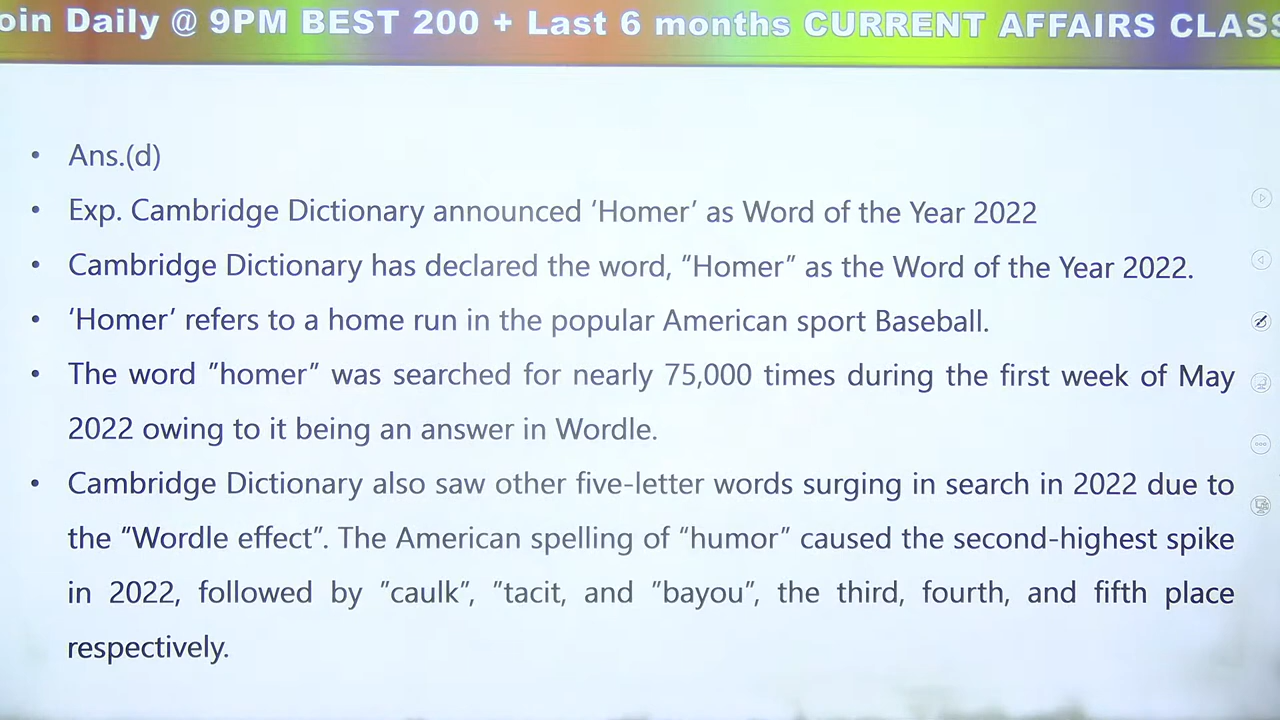 oin Daily @ 9PM BEST 200 + Last 6 months CURRENT AFFAIRS CLASS
• Ans.(d)
• Exp. Cambridge Dictionary announced ‘Homer’ as Word of the Year 2022
• Cambridge Dictionary has declared the word, “Homer” as the Word of the Year 2022.
• ‘Homer’ refers to a home run in the popular American sport Baseball.
• The word ”homer” was searched for nearly 75,000 times during the first week of May
2022 owing to it being an answer in Wordle.
• Cambridge Dictionary also saw other five-letter words surging in search in 2022 due to
the “Wordle effect”. The American spelling of “humor” caused the second-highest spike
in 2022, followed by ”caulk”, ”tacit, and ”bayou”, the third, fourth, and fifth place
respectively.